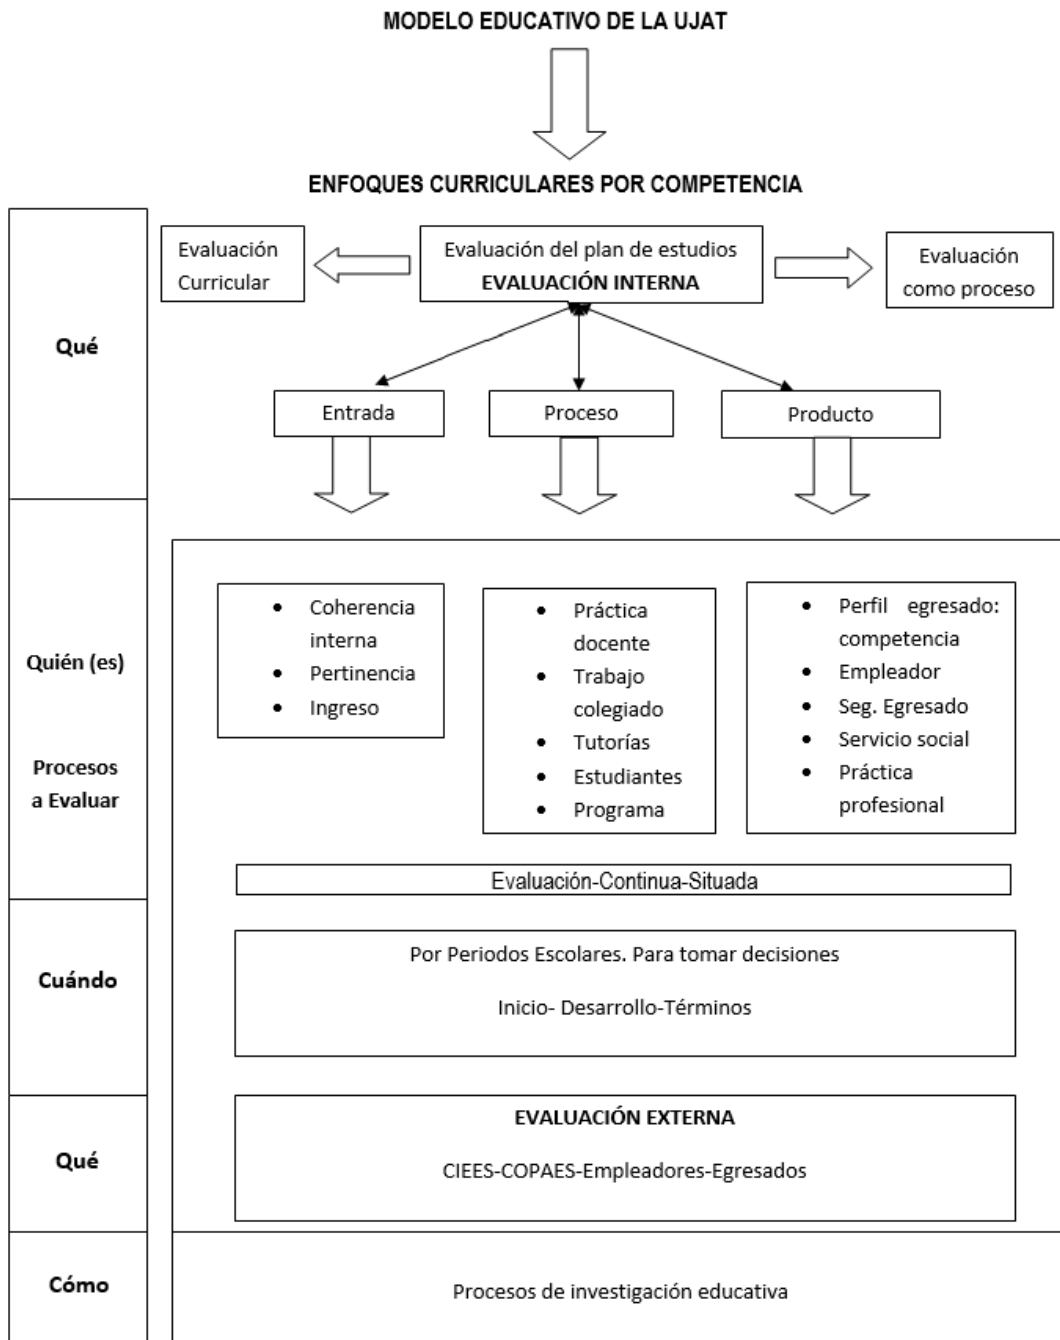 MODELO EDUCATIVO DE LA UJAT
ENFOQUES CURRICULARES POR COMPETENCIA
Qué
Evaluación
Curricular
Evaluación del plan de estudios
EVALUACIÓN INTERNA
Evaluación
como proceso
Entrada
Proceso
Producto
Quién (es)
Procesos
a Evaluar
• Coherencia
interna
• Pertinencia
• Ingreso
• Práctica
docente
• Trabajo
colegiado
• Tutorías
• Estudiantes
• Programa
• Perfil egresado:
competencia
• Empleador
• Seg. Egresado
• Servicio social
• Práctica
profesional
Evaluación-Continua-Situada
Cuándo
Por Periodos Escolares. Para tomar decisiones
Inicio- Desarrollo-Términos
Qué
EVALUACIÓN EXTERNA
CIEES-COPAES-Empleadores-Egresados
Cómo
Procesos de investigación educativa